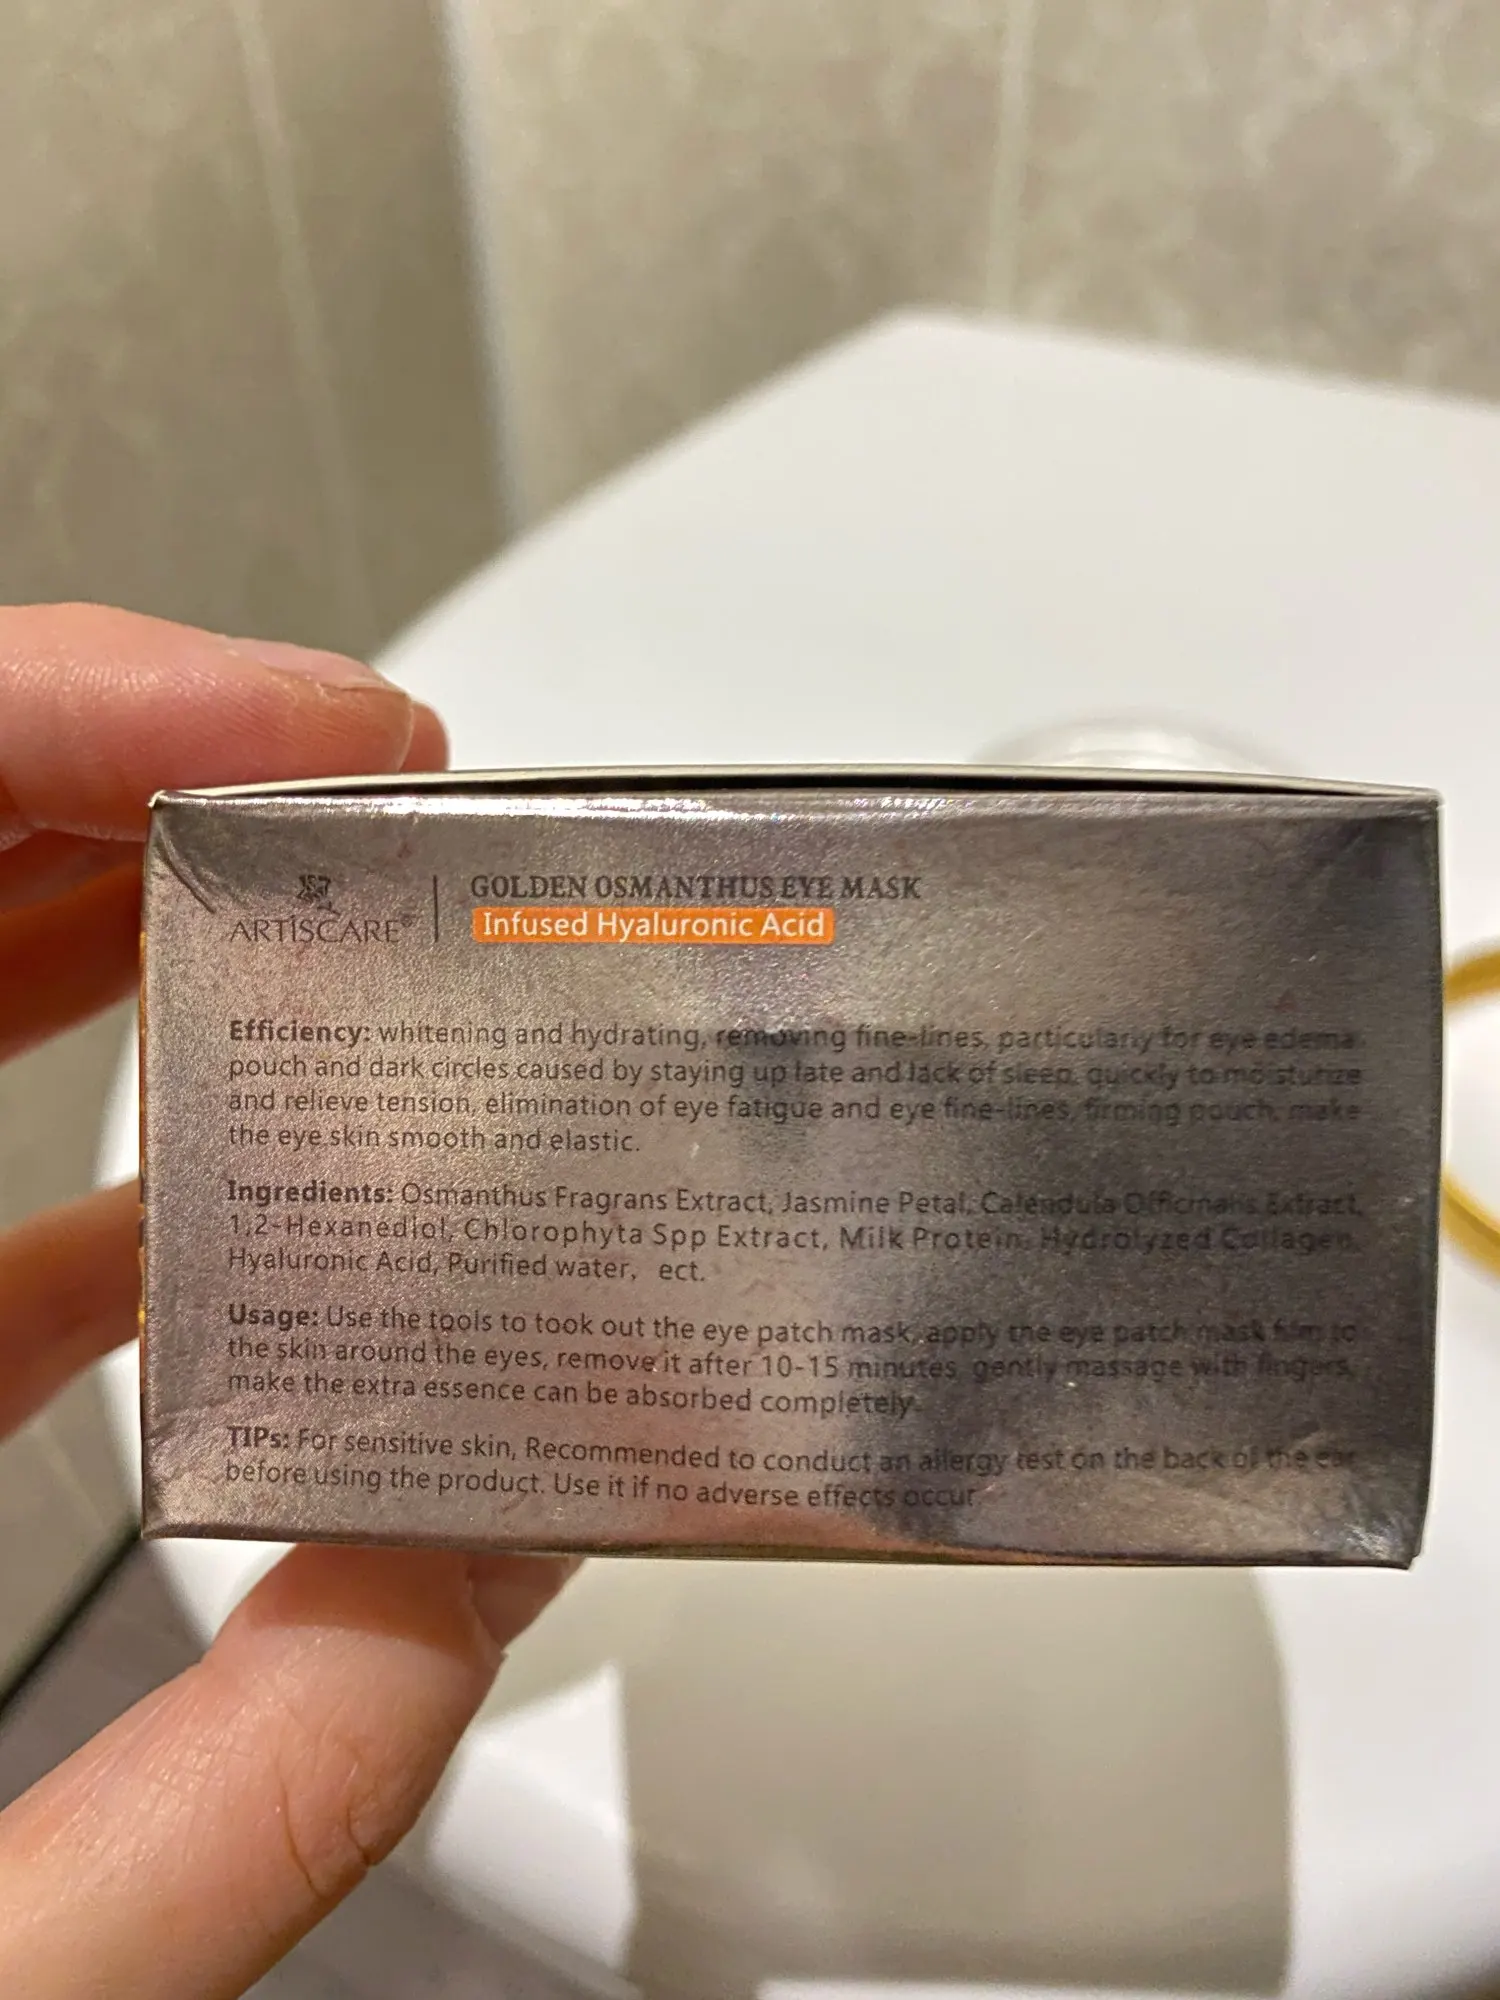 ARTISCARE®
GOLDEN OSMANTHUS EYE MASK
Infused Hyaluronic Acid
Efficiency: whitening and hydrating, removing fine-lines, particularly for eye edema,
pouch and dark circles caused by staying up late and lack of sleep, quickly to moisturize
and relieve tension, elimination of eye fatigue and eye fine-lines, firming pouch, make
the eye skin smooth and elastic.
Ingredients: Osmanthus Fragrans Extract, Jasmine Petal, Calendula Officinalis Extract,
1,2-Hexanediol, Chlorophyta Spp Extract, Milk Protein, Hydrolyzed Collagen,
Hyaluronic Acid, Purified water, ect.
Usage: Use the tools to took out the eye patch mask, apply the eye patch mask film to
the skin around the eyes, remove it after 10-15 minutes, gently massage with fingers,
make the extra essence can be absorbed completely.
TIPs: For sensitive skin, Recommended to conduct an allergy test on the back of the ear
before using the product. Use it if no adverse effects occur.